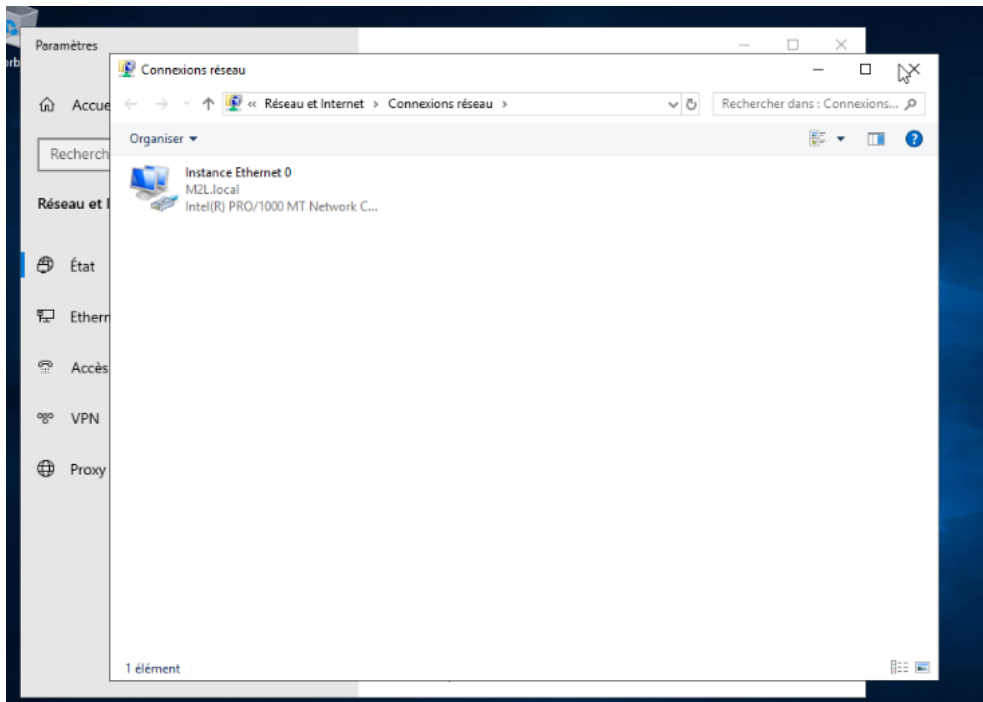 orb
Paramètres
Connexions réseau
Accue
« Réseau et Internet > Connexions réseau >
Rechercher dans : Connexions...
Organiser
Recherch
Instance Ethernet 0
M2L.local
Intel(R) PRO/1000 MT Network C...
Réseau et I
État
Ethern
Accès
VPN
Proxy
1 élément